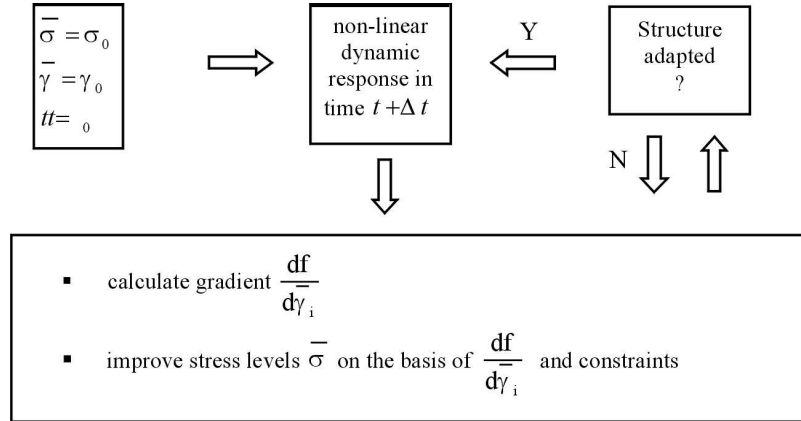 σ̅ = σ₀
γ̅ = γ₀
tt= ₀
non-linear
dynamic
response in
time t +Δ t
Y
Structure
adapted
?
N
▪ calculate gradient df/dγ̅ᵢ
▪ improve stress levels σ̅ on the basis of df/dγ̅ᵢ and constraints